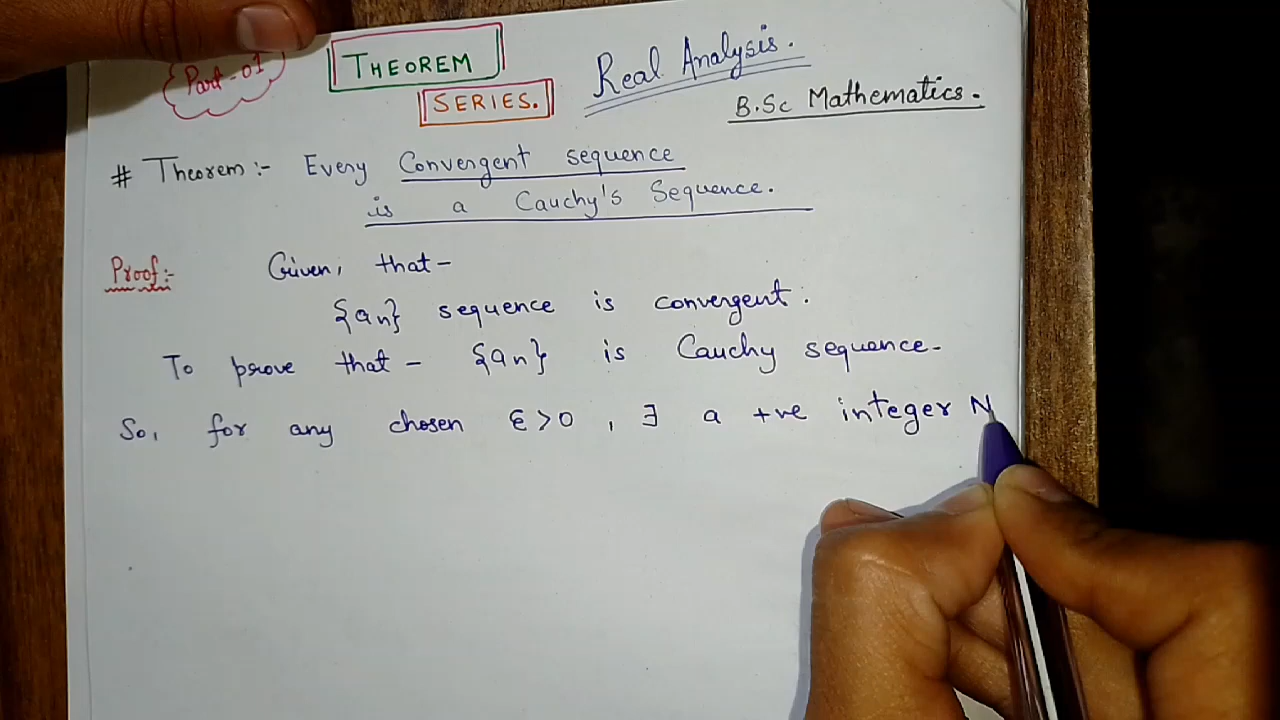 Part-01
THEOREM
SERIES.
Real Analysis.
B.Sc Mathematics.
# Theorem:- Every Convergent sequence
is a Cauchy's Sequence.
Proof:- Given, that-
{an} sequence is convergent.
To prove that- {an} is Cauchy sequence-
So, for any chosen ε>0, ∃ a +ve integer N